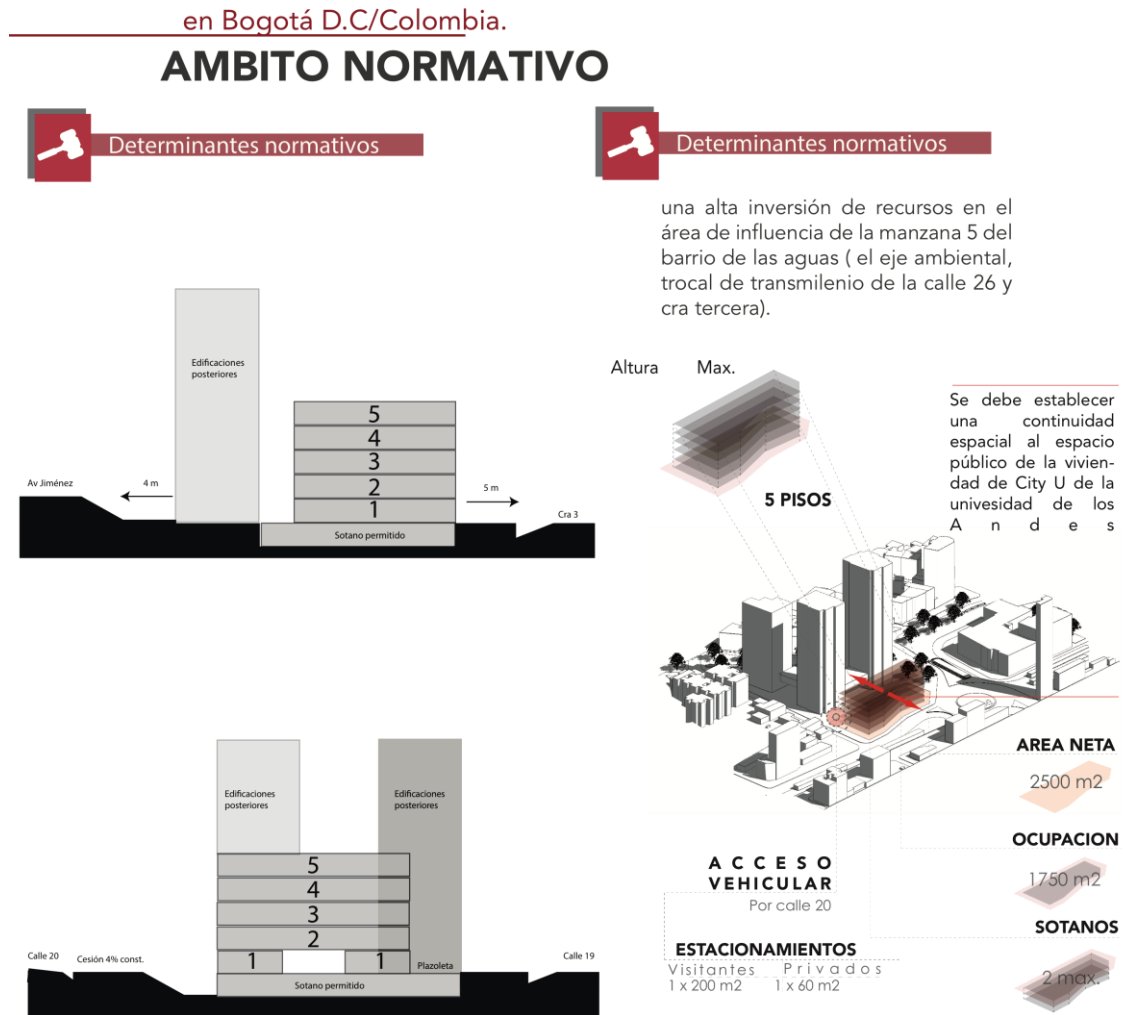 en Bogotá D.C/Colombia.
AMBITO NORMATIVO
Determinantes normativos
Edificaciones
posteriores
5
4
3
2
1
Av Jiménez
4 m
5 m
Cra 3
Sotano permitido
Edificaciones
posteriores
Edificaciones
posteriores
5
4
3
2
1
1
Calle 20
Cesión 4% const.
Plazoleta
Calle 19
Sotano permitido
Determinantes normativos
una alta inversión de recursos en el
área de influencia de la manzana 5 del
barrio de las aguas ( el eje ambiental,
trocal de transmilenio de la calle 26 y
cra tercera).
Altura Max.
5 PISOS
Se debe establecer
una continuidad
espacial al espacio
público de la vivien-
dad de City U de la
univesidad de los
A n d e s
AREA NETA
2500 m2
OCUPACION
1750 m2
SOTANOS
2 max.
A C C E S O
VEHICULAR
Por calle 20
ESTACIONAMIENTOS
Visitantes Privados
1 x 200 m2 1 x 60 m2